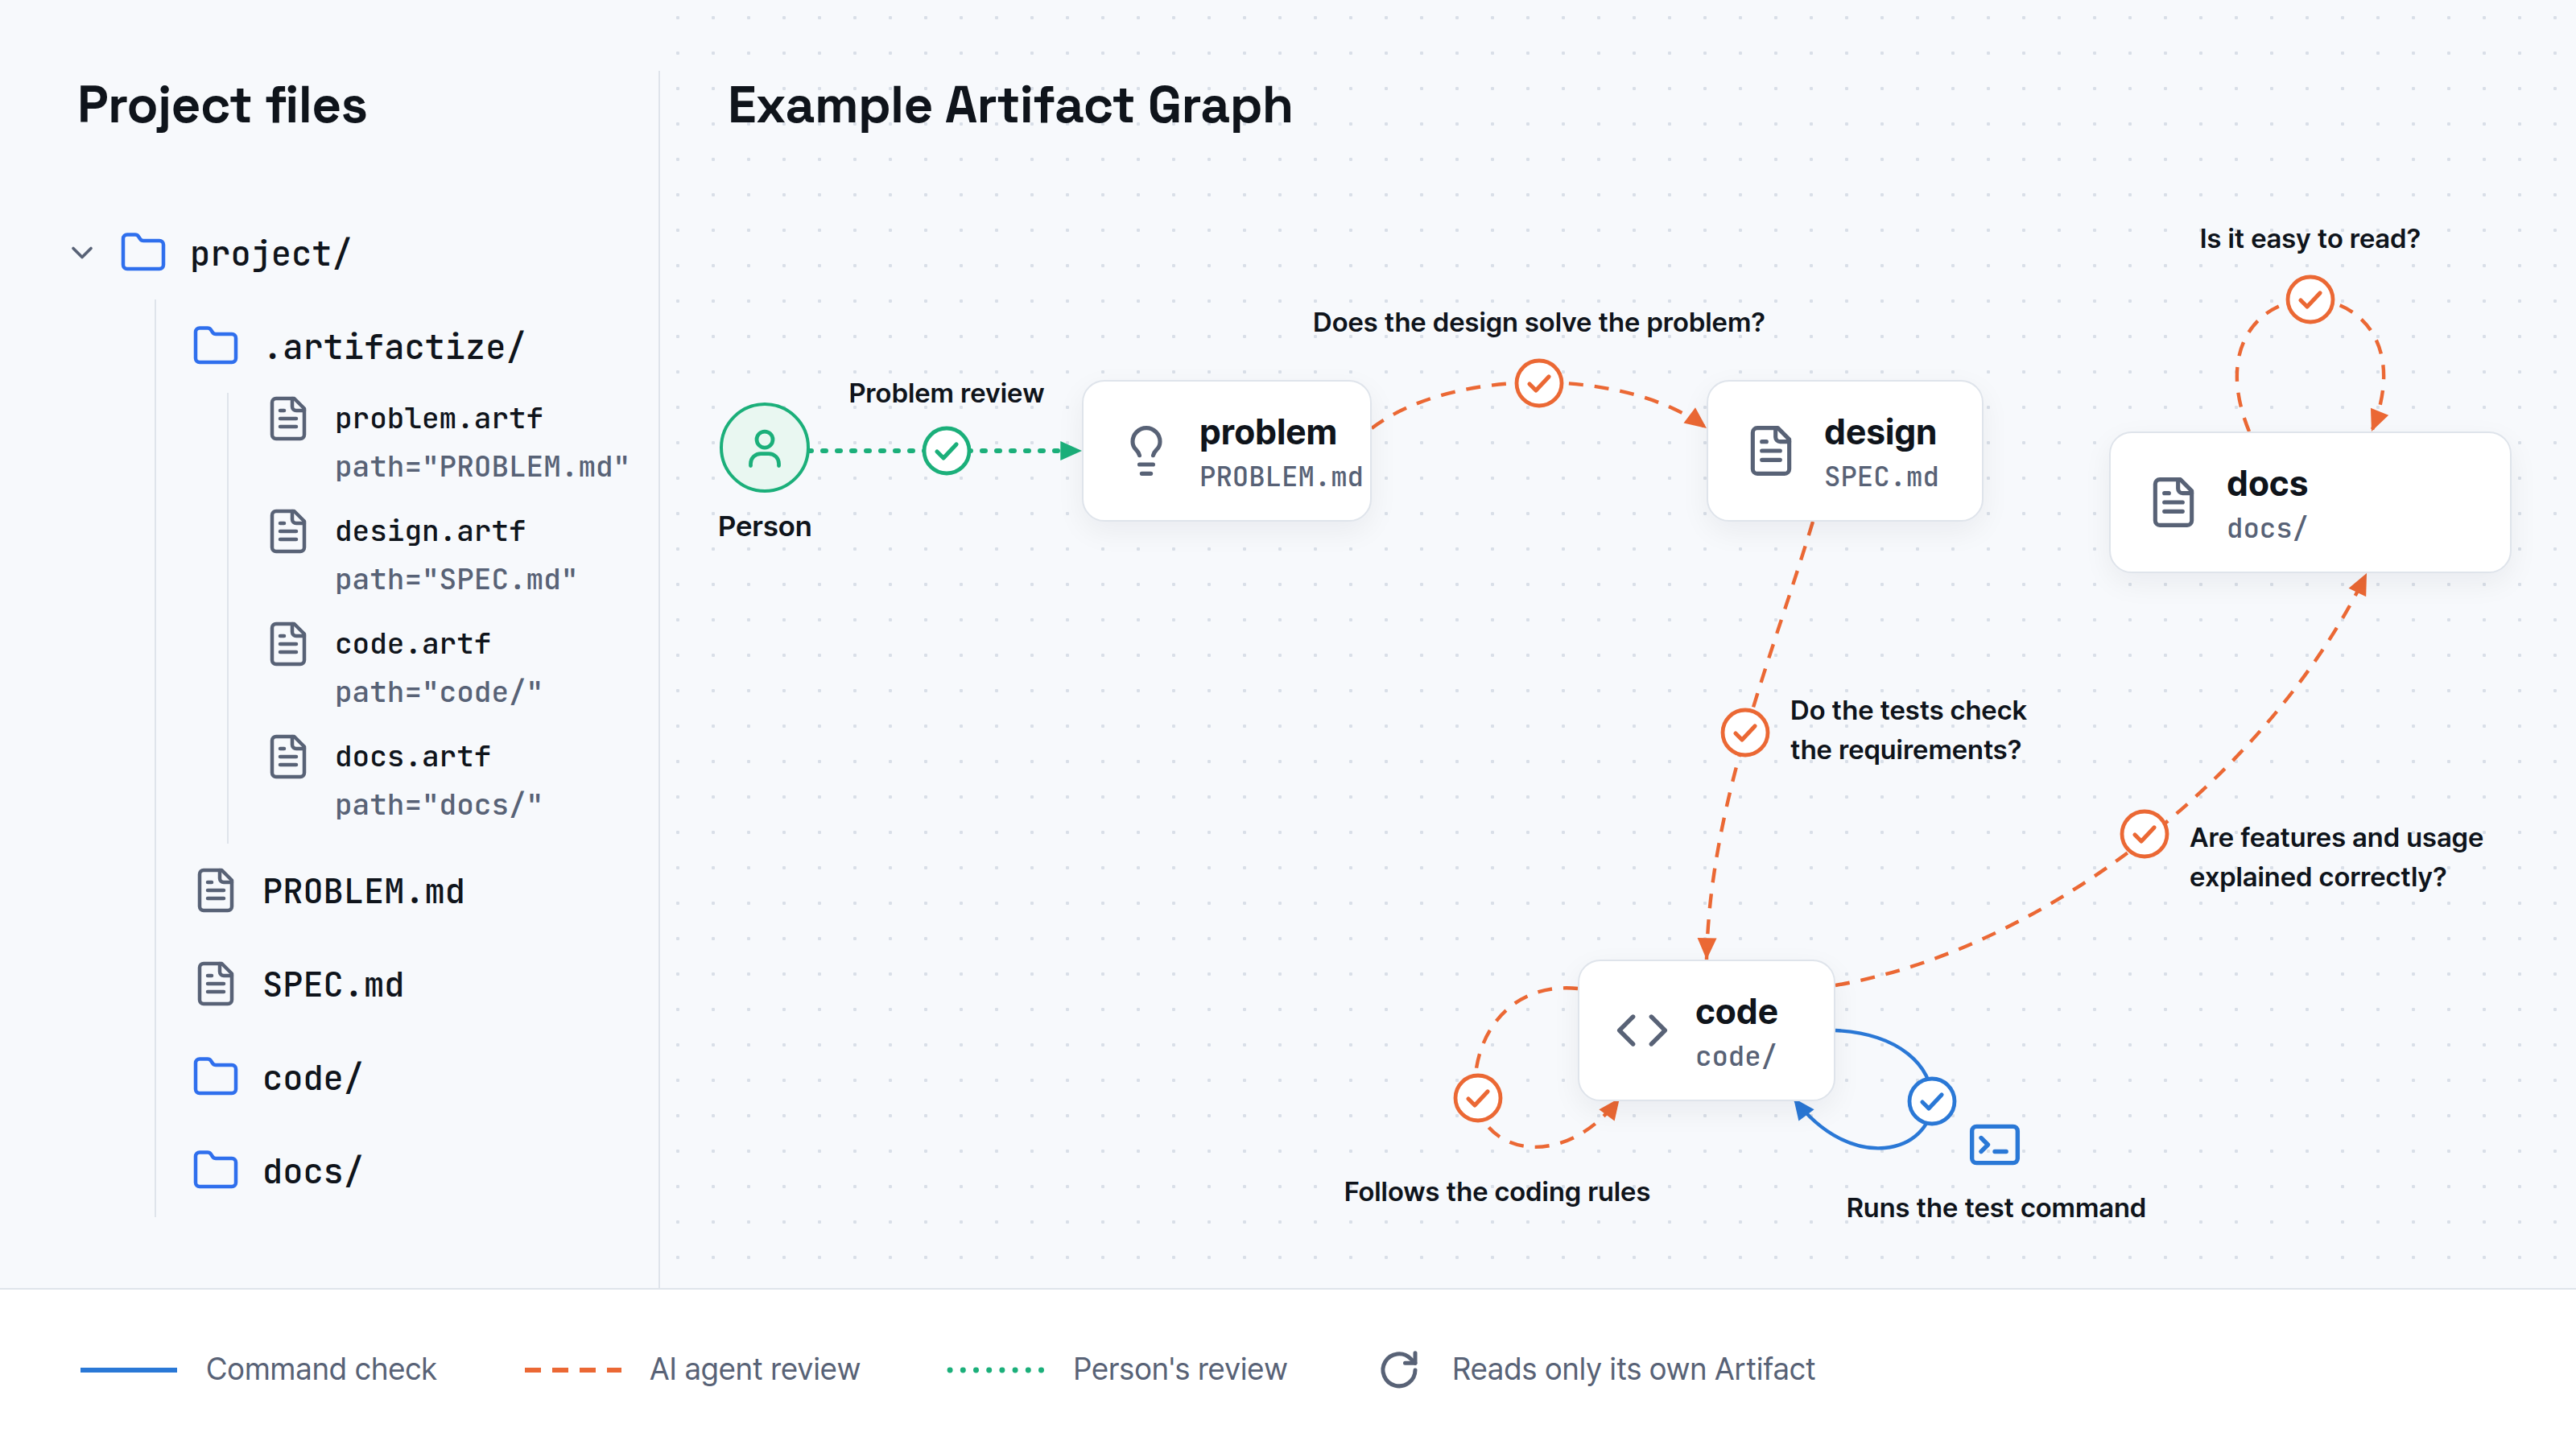 Project files
project/
.artifactize/
problem.artf
path="PROBLEM.md"
design.artf
path="SPEC.md"
code.artf
path="code/"
docs.artf
path="docs/"
PROBLEM.md
SPEC.md
code/
docs/
Example Artifact Graph
Person
Problem review
problem
PROBLEM.md
Does the design solve the problem?
design
SPEC.md
Is it easy to read?
docs
docs/
Do the tests check
the requirements?
Are features and usage
explained correctly?
code
code/
Follows the coding rules
Runs the test command
Command check
AI agent review
Person's review
Reads only its own Artifact